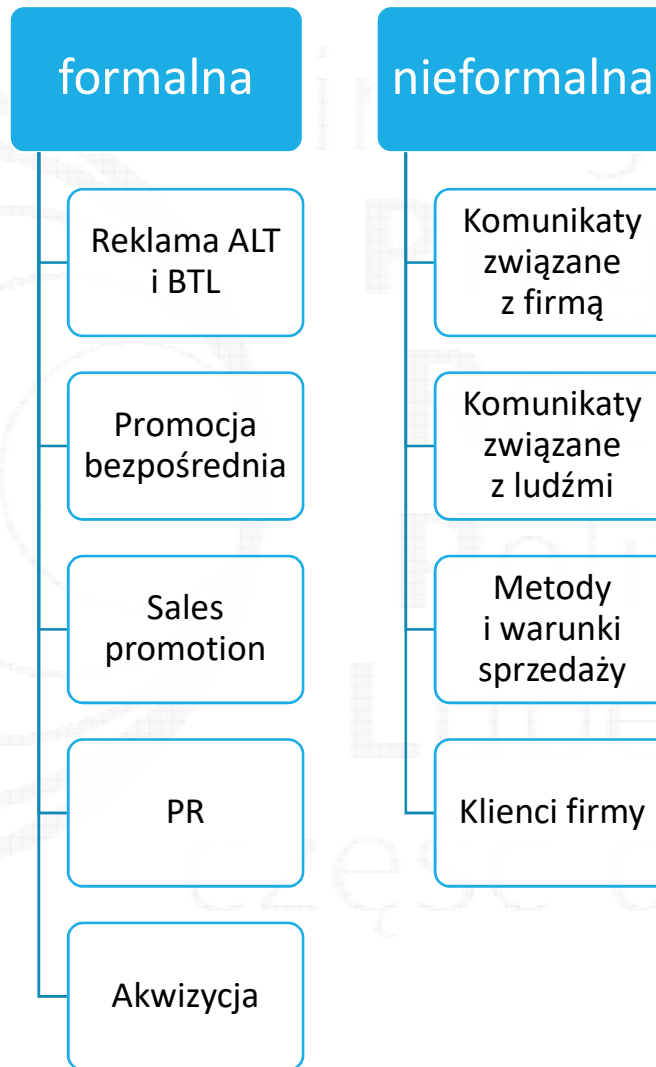 formalna
Reklama ALT
i BTL
Promocja
bezpośrednia
Sales
promotion
PR
Akwizycja
nieformalna
Komunikaty
związane
z firmą
Komunikaty
związane
z ludźmi
Metody
i warunki
sprzedaży
Klienci firmy